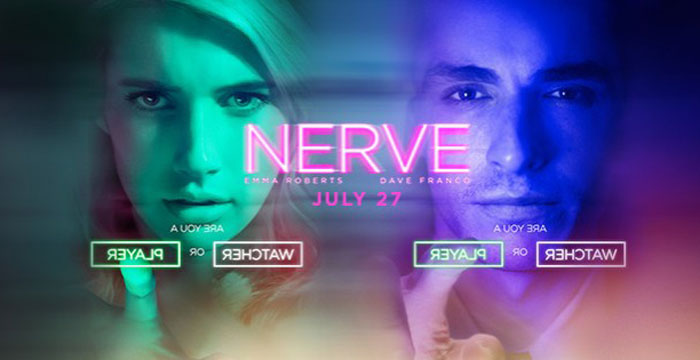 NERVE
EMMA ROBERTS DAVE FRANCO
JULY 27
ARE YOU A
PLAYER OR WATCHER
ARE YOU A
PLAYER OR WATCHER